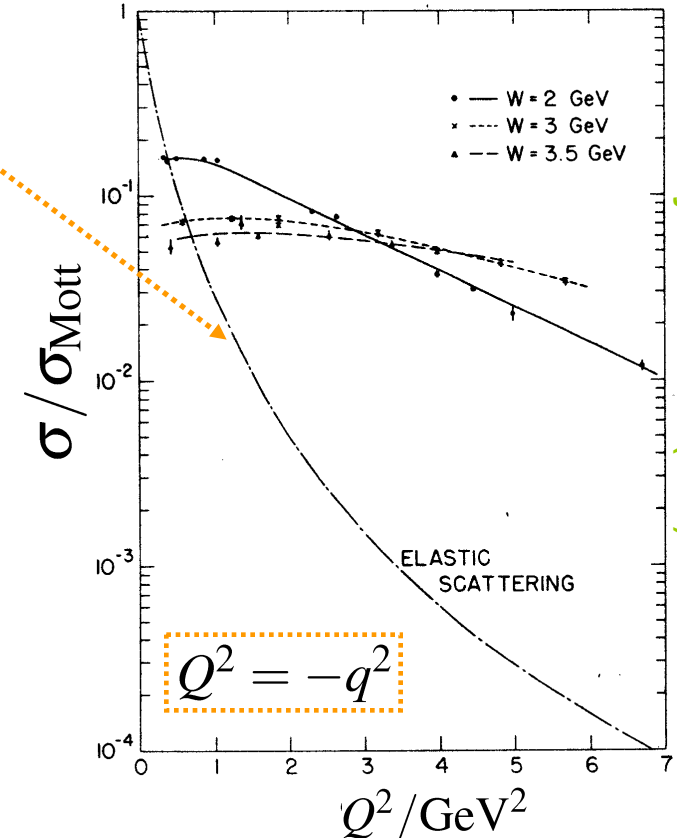 1
W = 2 GeV
W = 3 GeV
W = 3.5 GeV
10⁻¹
σ / σ_Mott
10⁻²
ELASTIC
SCATTERING
10⁻³
Q² = −q²
10⁻⁴
0 1 2 3 4 5 6 7
Q²/GeV²